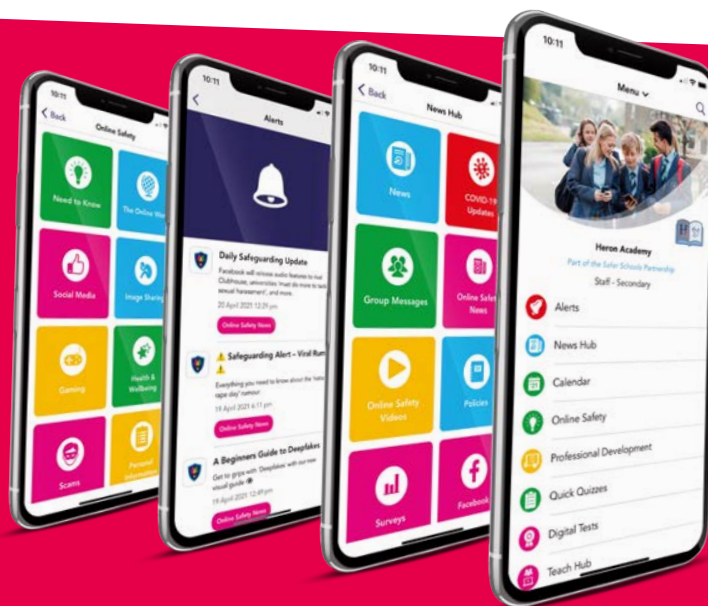 10:11
Back
Online Safety
Need to Know
The Online
Social Media
Image Sharing
Gaming
Health &
Wellbeing
Scams
Personal
Information
10:11
Alerts
Daily Safeguarding Update
Facebook will release audio features to rival
Clubhouse, universities 'must do more to tackle
sexual harassment', and more.
20 April 2021 12:29 pm
Online Safety News
Safeguarding Alert – Viral
Everything you need to know about the
rape day' rumour.
19 April 2021 6:11 pm
Online Safety News
A Beginners Guide to Deepfakes
Get to grips with 'Deepfakes' with our new
visual guide
19 April 2021 12:49 pm
Online Safety News
10:11
Back
News Hub
News
COVID-19
Updates
Group Messages
Online Safety
News
Online Safety
Videos
Policies
Surveys
Facebook
10:11
Menu
Heron Academy
Part of the Safer Schools Partnership
Staff - Secondary
Alerts
News Hub
Calendar
Online Safety
Professional Development
Quick Quizzes
Digital Tests
Teach Hub